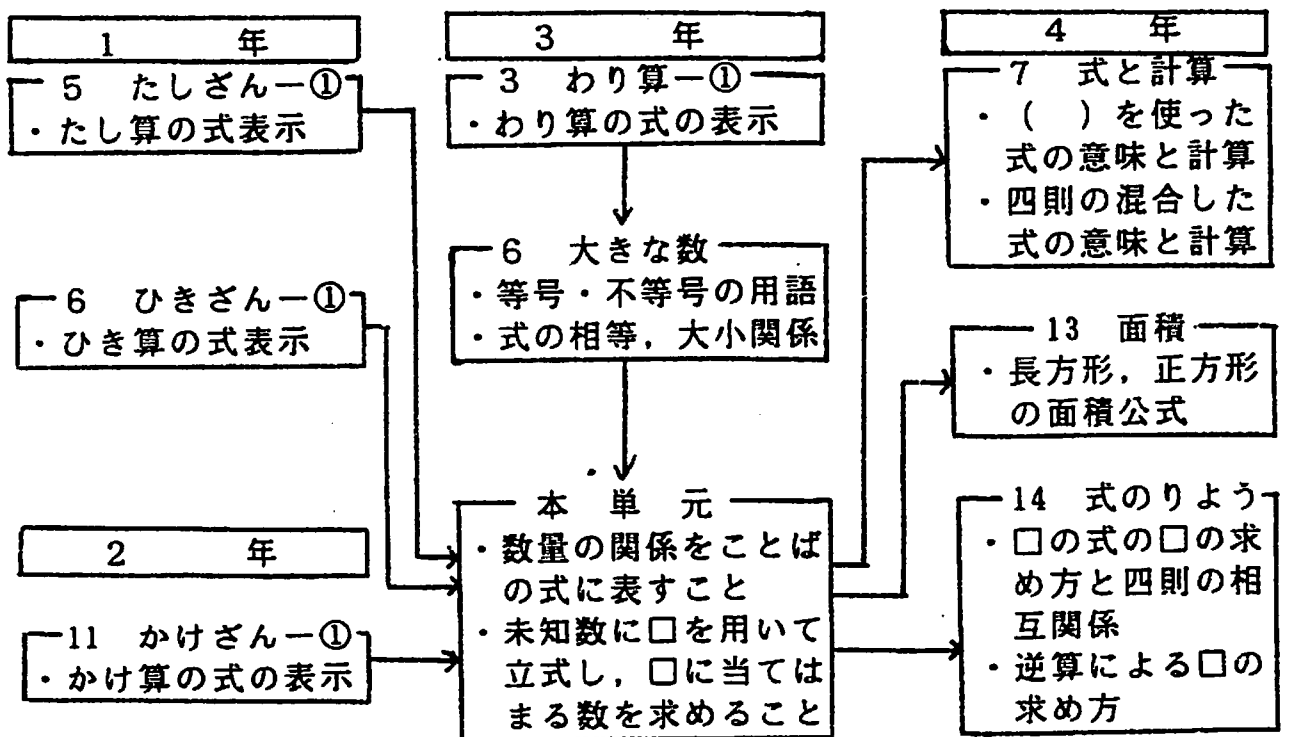 1 年
5 たしざんー①
・たし算の式表示
6 ひきざんー①
・ひき算の式表示
2 年
11 かけざんー①
・かけ算の式の表示
3 年
3 わり算ー①
・わり算の式の表示
6 大きな数
・等号・不等号の用語
・式の相等，大小関係
本 単 元
・数量の関係をことば
の式に表すこと
・未知数に□を用いて
立式し，□に当ては
まる数を求めること
4 年
7 式と計算
・( )を使った
式の意味と計算
・四則の混合した
式の意味と計算
13 面積
・長方形，正方形
の面積公式
14 式のりよう
・□の式の□の求
め方と四則の相
互関係
・逆算による□の
求め方